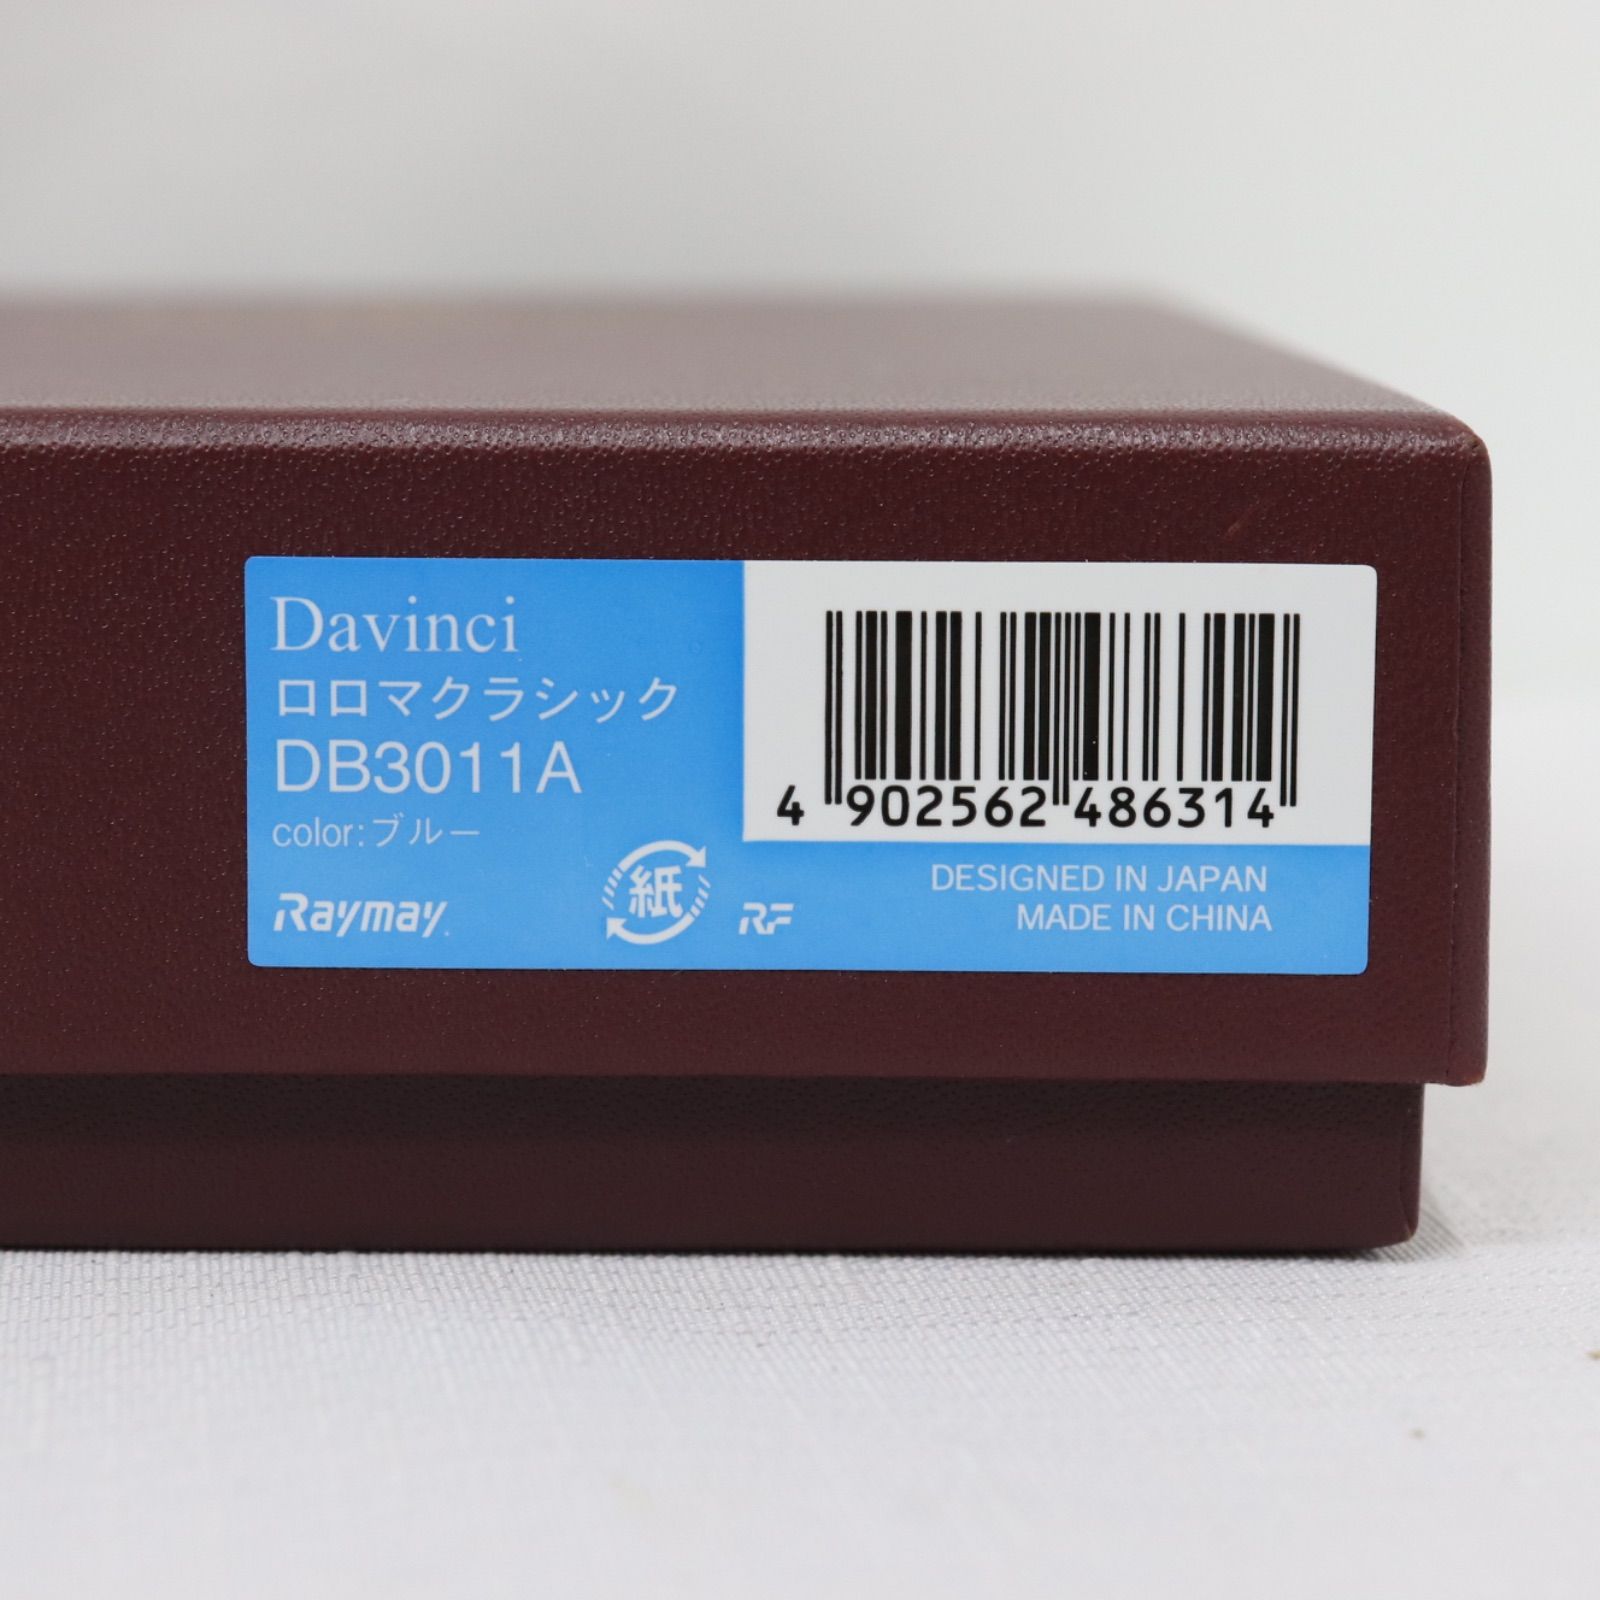 Davinci
ロロマクラシック
DB3011A
color:ブルー
Raymay.
紙
RF
4 902562 486314
DESIGNED IN JAPAN
MADE IN CHINA